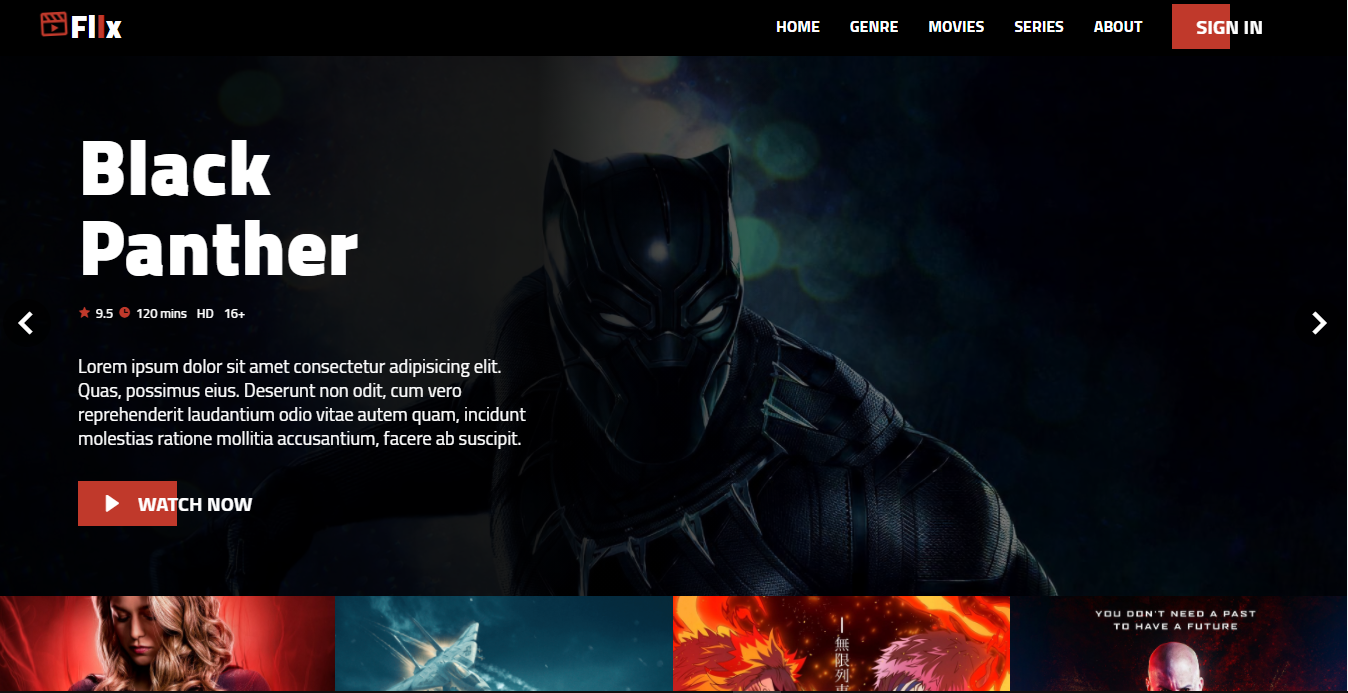 Fllx
HOME GENRE MOVIES SERIES ABOUT SIGN IN
Black
Panther
9.5 120 mins HD 16+
Lorem ipsum dolor sit amet consectetur adipisicing elit.
Quas, possimus eius. Deserunt non odit, cum vero
reprehenderit laudantium odio vitae autem quam, incidunt
molestias ratione mollitia accusantium, facere ab suscipit.
WATCH NOW
無限列車
YOU DON'T NEED A PAST
TO HAVE A FUTURE